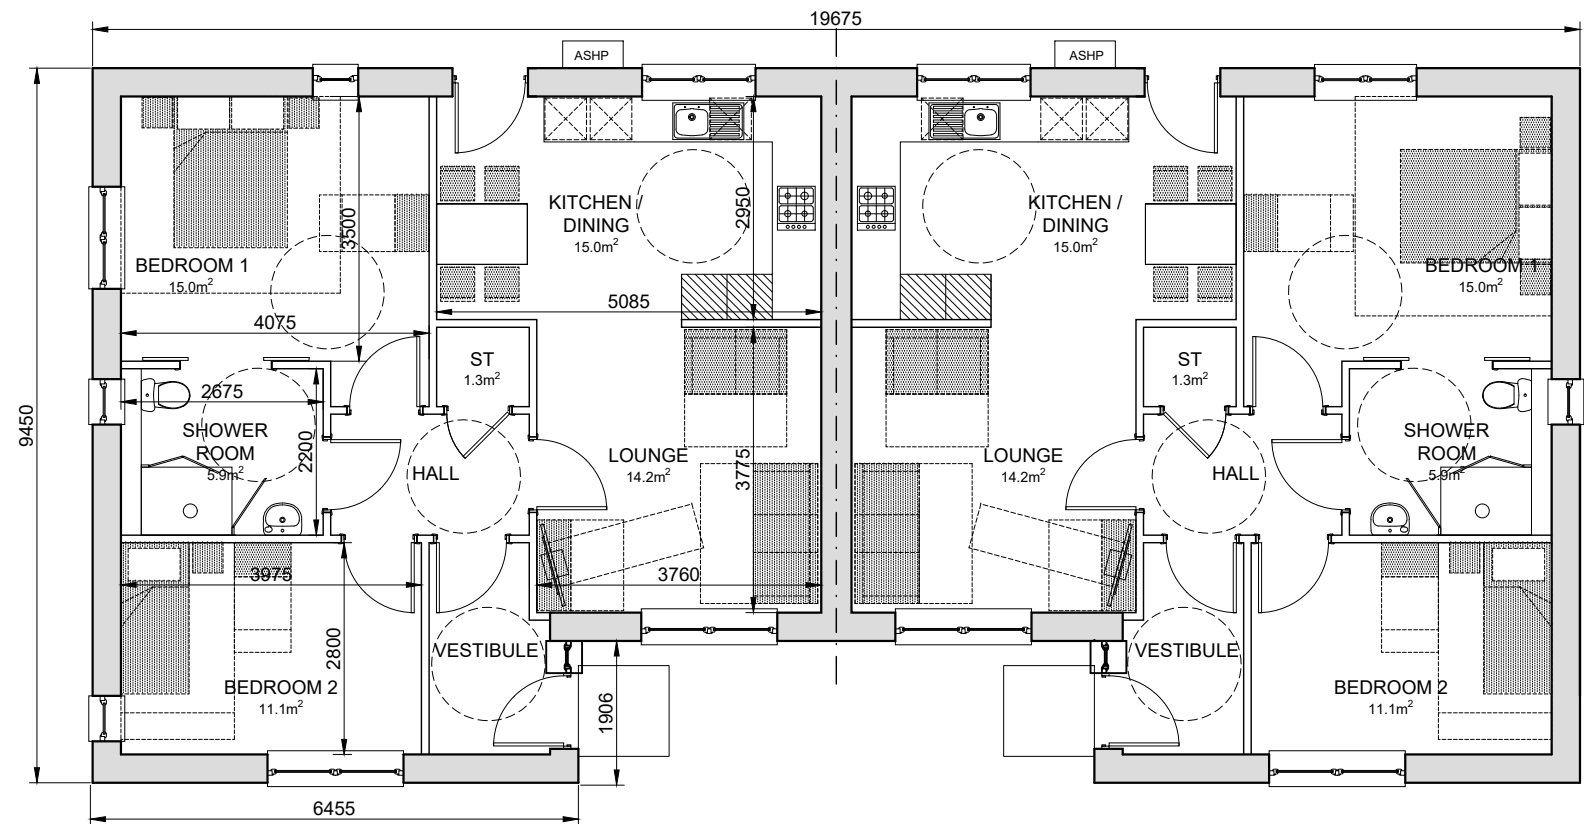 19675
ASHP
ASHP
9450
BEDROOM 1
15.0m²
3500
4075
KITCHEN /
DINING
15.0m²
2950
5085
KITCHEN /
DINING
15.0m²
BEDROOM 1
15.0m²
ST
1.3m²
ST
1.3m²
2675
SHOWER
ROOM
5.9m²
2200
HALL
LOUNGE
14.2m²
3775
3760
LOUNGE
14.2m²
HALL
SHOWER
ROOM
5.9m²
3975
2800
BEDROOM 2
11.1m²
VESTIBULE
1906
VESTIBULE
BEDROOM 2
11.1m²
6455